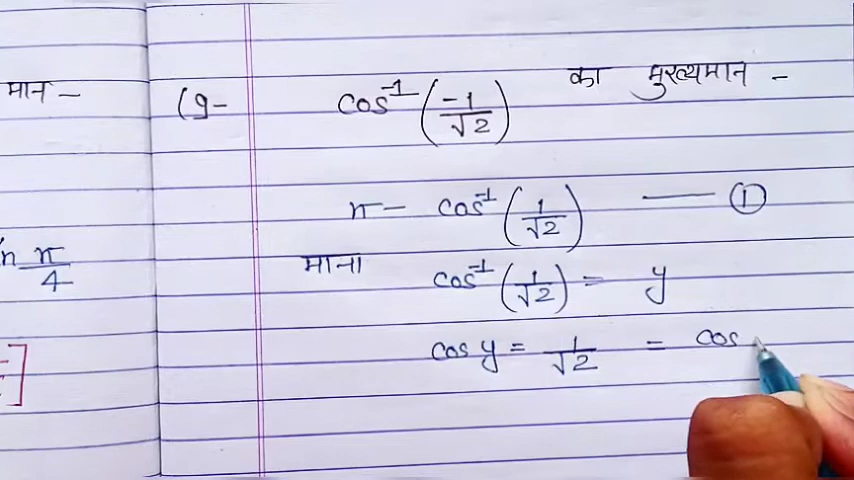 मान –
n π/4
(9- cos⁻¹(-1/√2) का मुख्यमान -
π - cos⁻¹(1/√2) —— ①
माना cos⁻¹(1/√2) = y
cos y = 1/√2 = cos